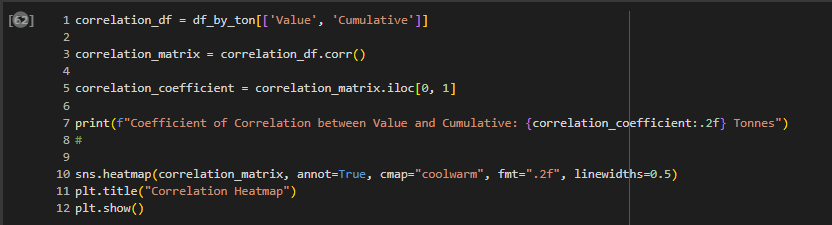 [62] 1 correlation_df = df_by_ton[['Value', 'Cumulative']]
2
3 correlation_matrix = correlation_df.corr()
4
5 correlation_coefficient = correlation_matrix.iloc[0, 1]
6
7 print(f"Coefficient of Correlation between Value and Cumulative: {correlation_coefficient:.2f} Tonnes")
8 #
9
10 sns.heatmap(correlation_matrix, annot=True, cmap="coolwarm", fmt=".2f", linewidths=0.5)
11 plt.title("Correlation Heatmap")
12 plt.show()